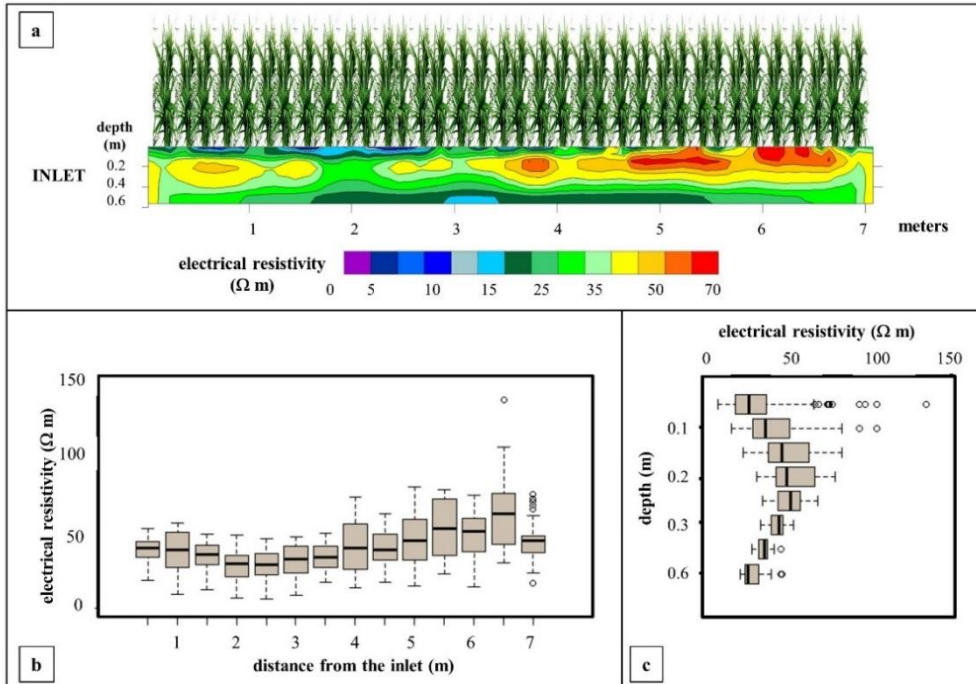 a
depth
(m)
INLET
0.2
0.4
0.6
1 2 3 4 5 6 7 meters
electrical resistivity
(Ω m)
0 5 10 15 25 35 50 70
electrical resistivity (Ω m)
150
100
50
0
1 2 3 4 5 6 7
distance from the inlet (m)
b
electrical resistivity (Ω m)
0 50 100 150
depth (m)
0.1
0.2
0.3
0.6
c